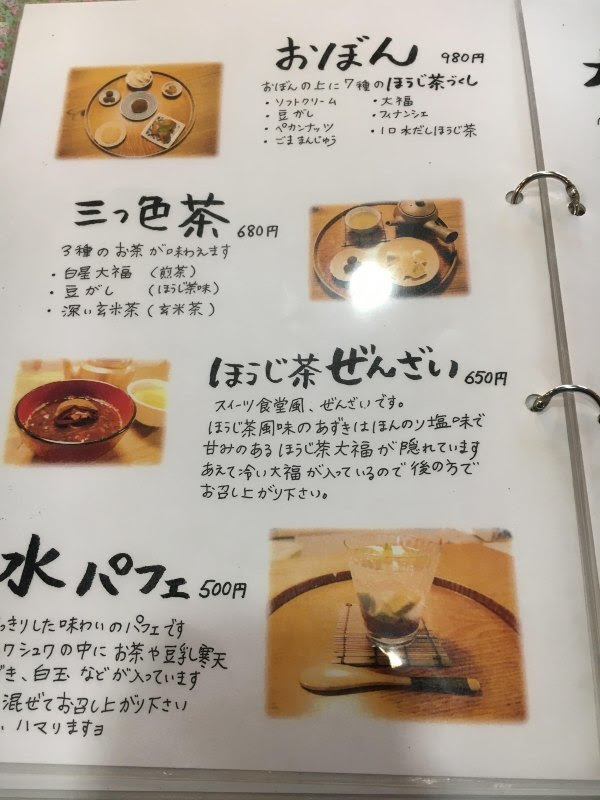 おぼん 980円
おぼんの上に7種のほうじ茶づくし
・ソフトクリーム ・大福
・豆がし ・フィナンシェ
・ペカンナッツ ・1口水だしほうじ茶
・ごままんじゅう
三つ色茶 680円
3種のお茶が味わえます
・白星大福 (煎茶)
・豆がし (ほうじ茶味)
・深い玄米茶 (玄米茶)
ほうじ茶ぜんざい 650円
スイーツ食堂風、ぜんざいです。
ほうじ茶風味のあずきはほんのり塩味で
甘みのあるほうじ茶大福が隠れています
あえて冷い大福が入っているので後の方で
お召し上がり下さい。
水パフェ 500円
っきりした味わいのパフェです
ワシュワの中にお茶や豆乳寒天
ずき、白玉などが入っています
混ぜてお召し上がり下さい
、ハマりますヨ